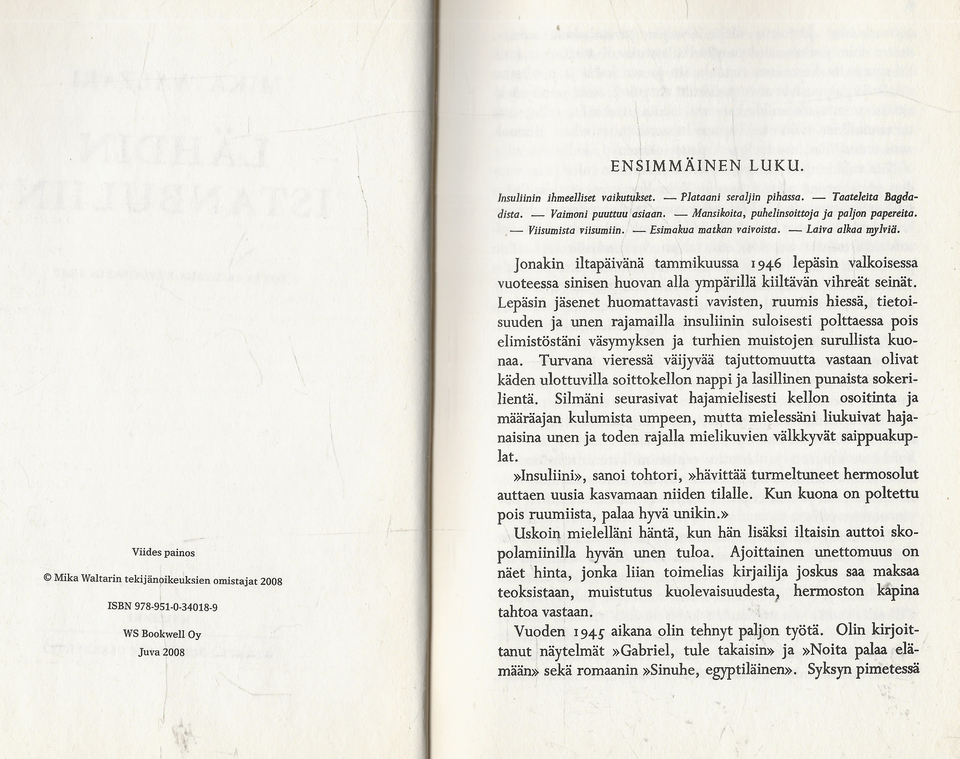 Viides painos
© Mika Waltarin tekijänoikeuksien omistajat 2008
ISBN 978-951-0-34018-9
WS Bookwell Oy
Juva 2008
ENSIMMÄINEN LUKU.
Insuliinin ihmeelliset vaikutukset. — Plataani seraljin pihassa. — Taateleita Bagda-
dista. — Vaimoni puuttuu asiaan. — Mansikoita, puhelinsoittoja ja paljon papereita.
— Viisumista viisumiin. — Esimakua matkan vaivoista. — Laiva alkaa mylviä.
Jonakin iltapäivänä tammikuussa 1946 lepäsin valkoisessa
vuoteessa sinisen huovan alla ympärillä kiiltävän vihreät seinät.
Lepäsin jäsenet huomattavasti vavisten, ruumis hiessä, tietoi-
suuden ja unen rajamailla insuliinin suloisesti polttaessa pois
elimistöstäni väsymyksen ja turhien muistojen surullista kuo-
naa. Turvana vieressä väijyvää tajuttomuutta vastaan olivat
käden ulottuvilla soittokellon nappi ja lasillinen punaista sokeri-
lientä. Silmäni seurasivat hajamielisesti kellon osoitinta ja
määräajan kulumista umpeen, mutta mielessäni liukuivat haja-
naisina unen ja toden rajalla mielikuvien välkkyvät saippuakup-
lat.
»Insuliini», sanoi tohtori, »hävittää turmeltuneet hermosolut
auttaen uusia kasvamaan niiden tilalle. Kun kuona on poltettu
pois ruumiista, palaa hyvä unikin.»
Uskoin mielelläni häntä, kun hän lisäksi iltaisin auttoi sko-
polamiinilla hyvän unen tuloa. Ajoittainen unettomuus on
näet hinta, jonka liian toimelias kirjailija joskus saa maksaa
teoksistaan, muistutus kuolevaisuudesta, hermoston kapina
tahtoa vastaan.
Vuoden 1945 aikana olin tehnyt paljon työtä. Olin kirjoit-
tanut näytelmät »Gabriel, tule takaisin» ja »Noita palaa elä-
mään» sekä romaanin »Sinuhe, egyptiläinen». Syksyn pimetessä